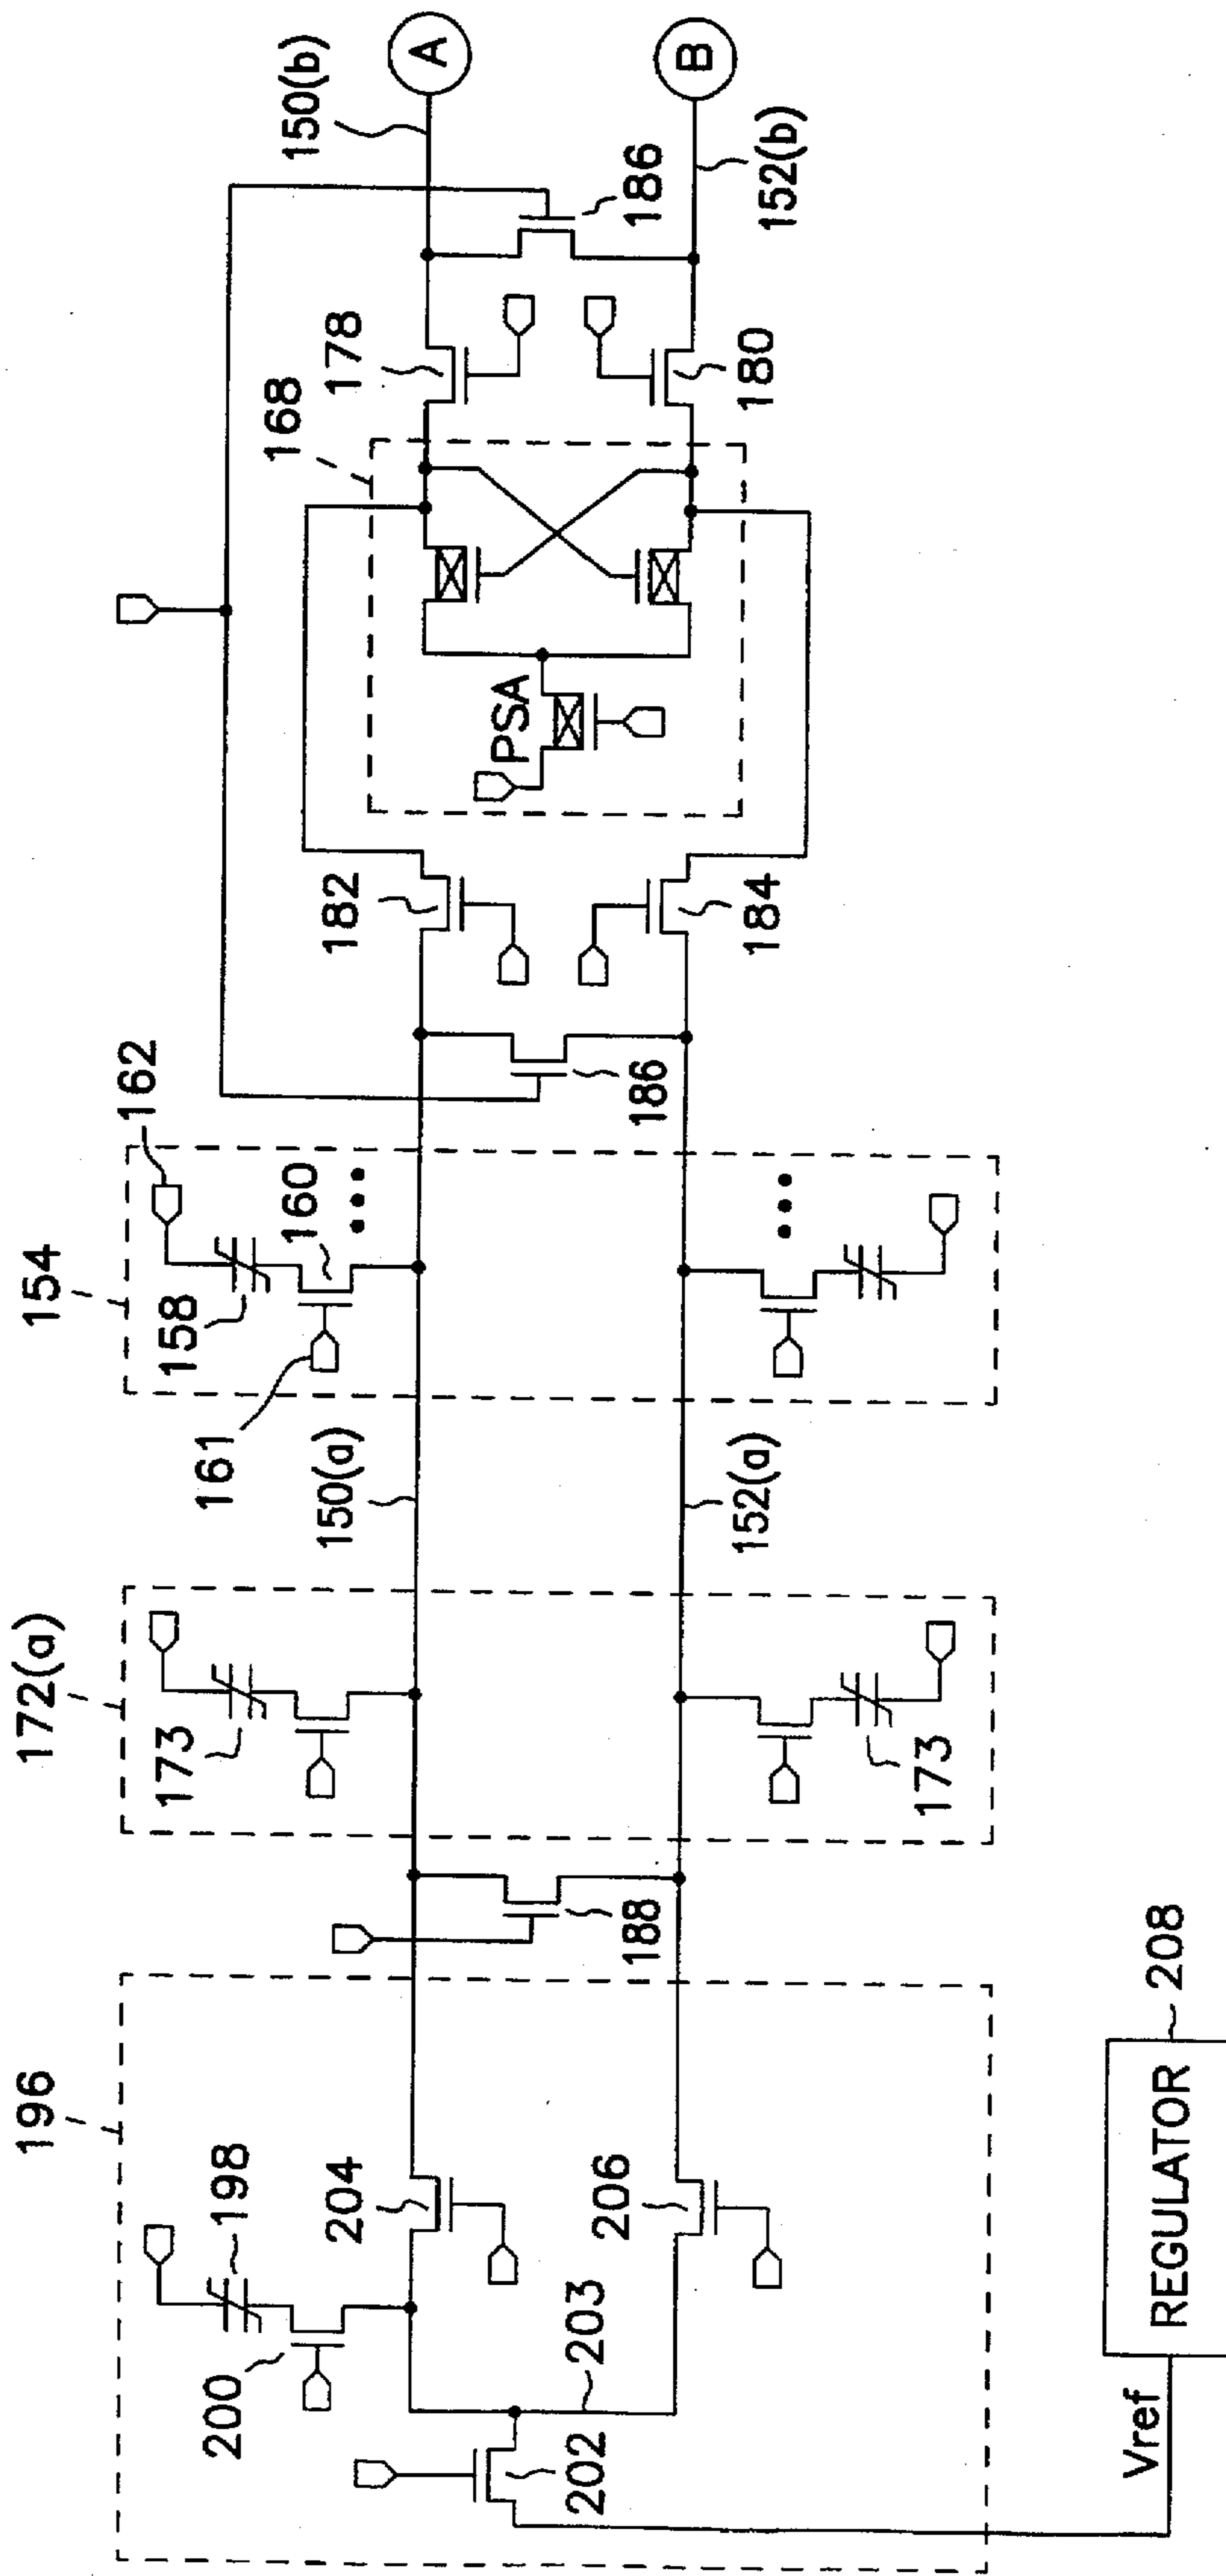 196
172(a)
154
162
198
200
204
173
161
158
160
150(a)
182
168
178
150(b)
A
PSA
202
203
206
188
186
184
180
186
B
152(a)
152(b)
173
Vref
REGULATOR
208